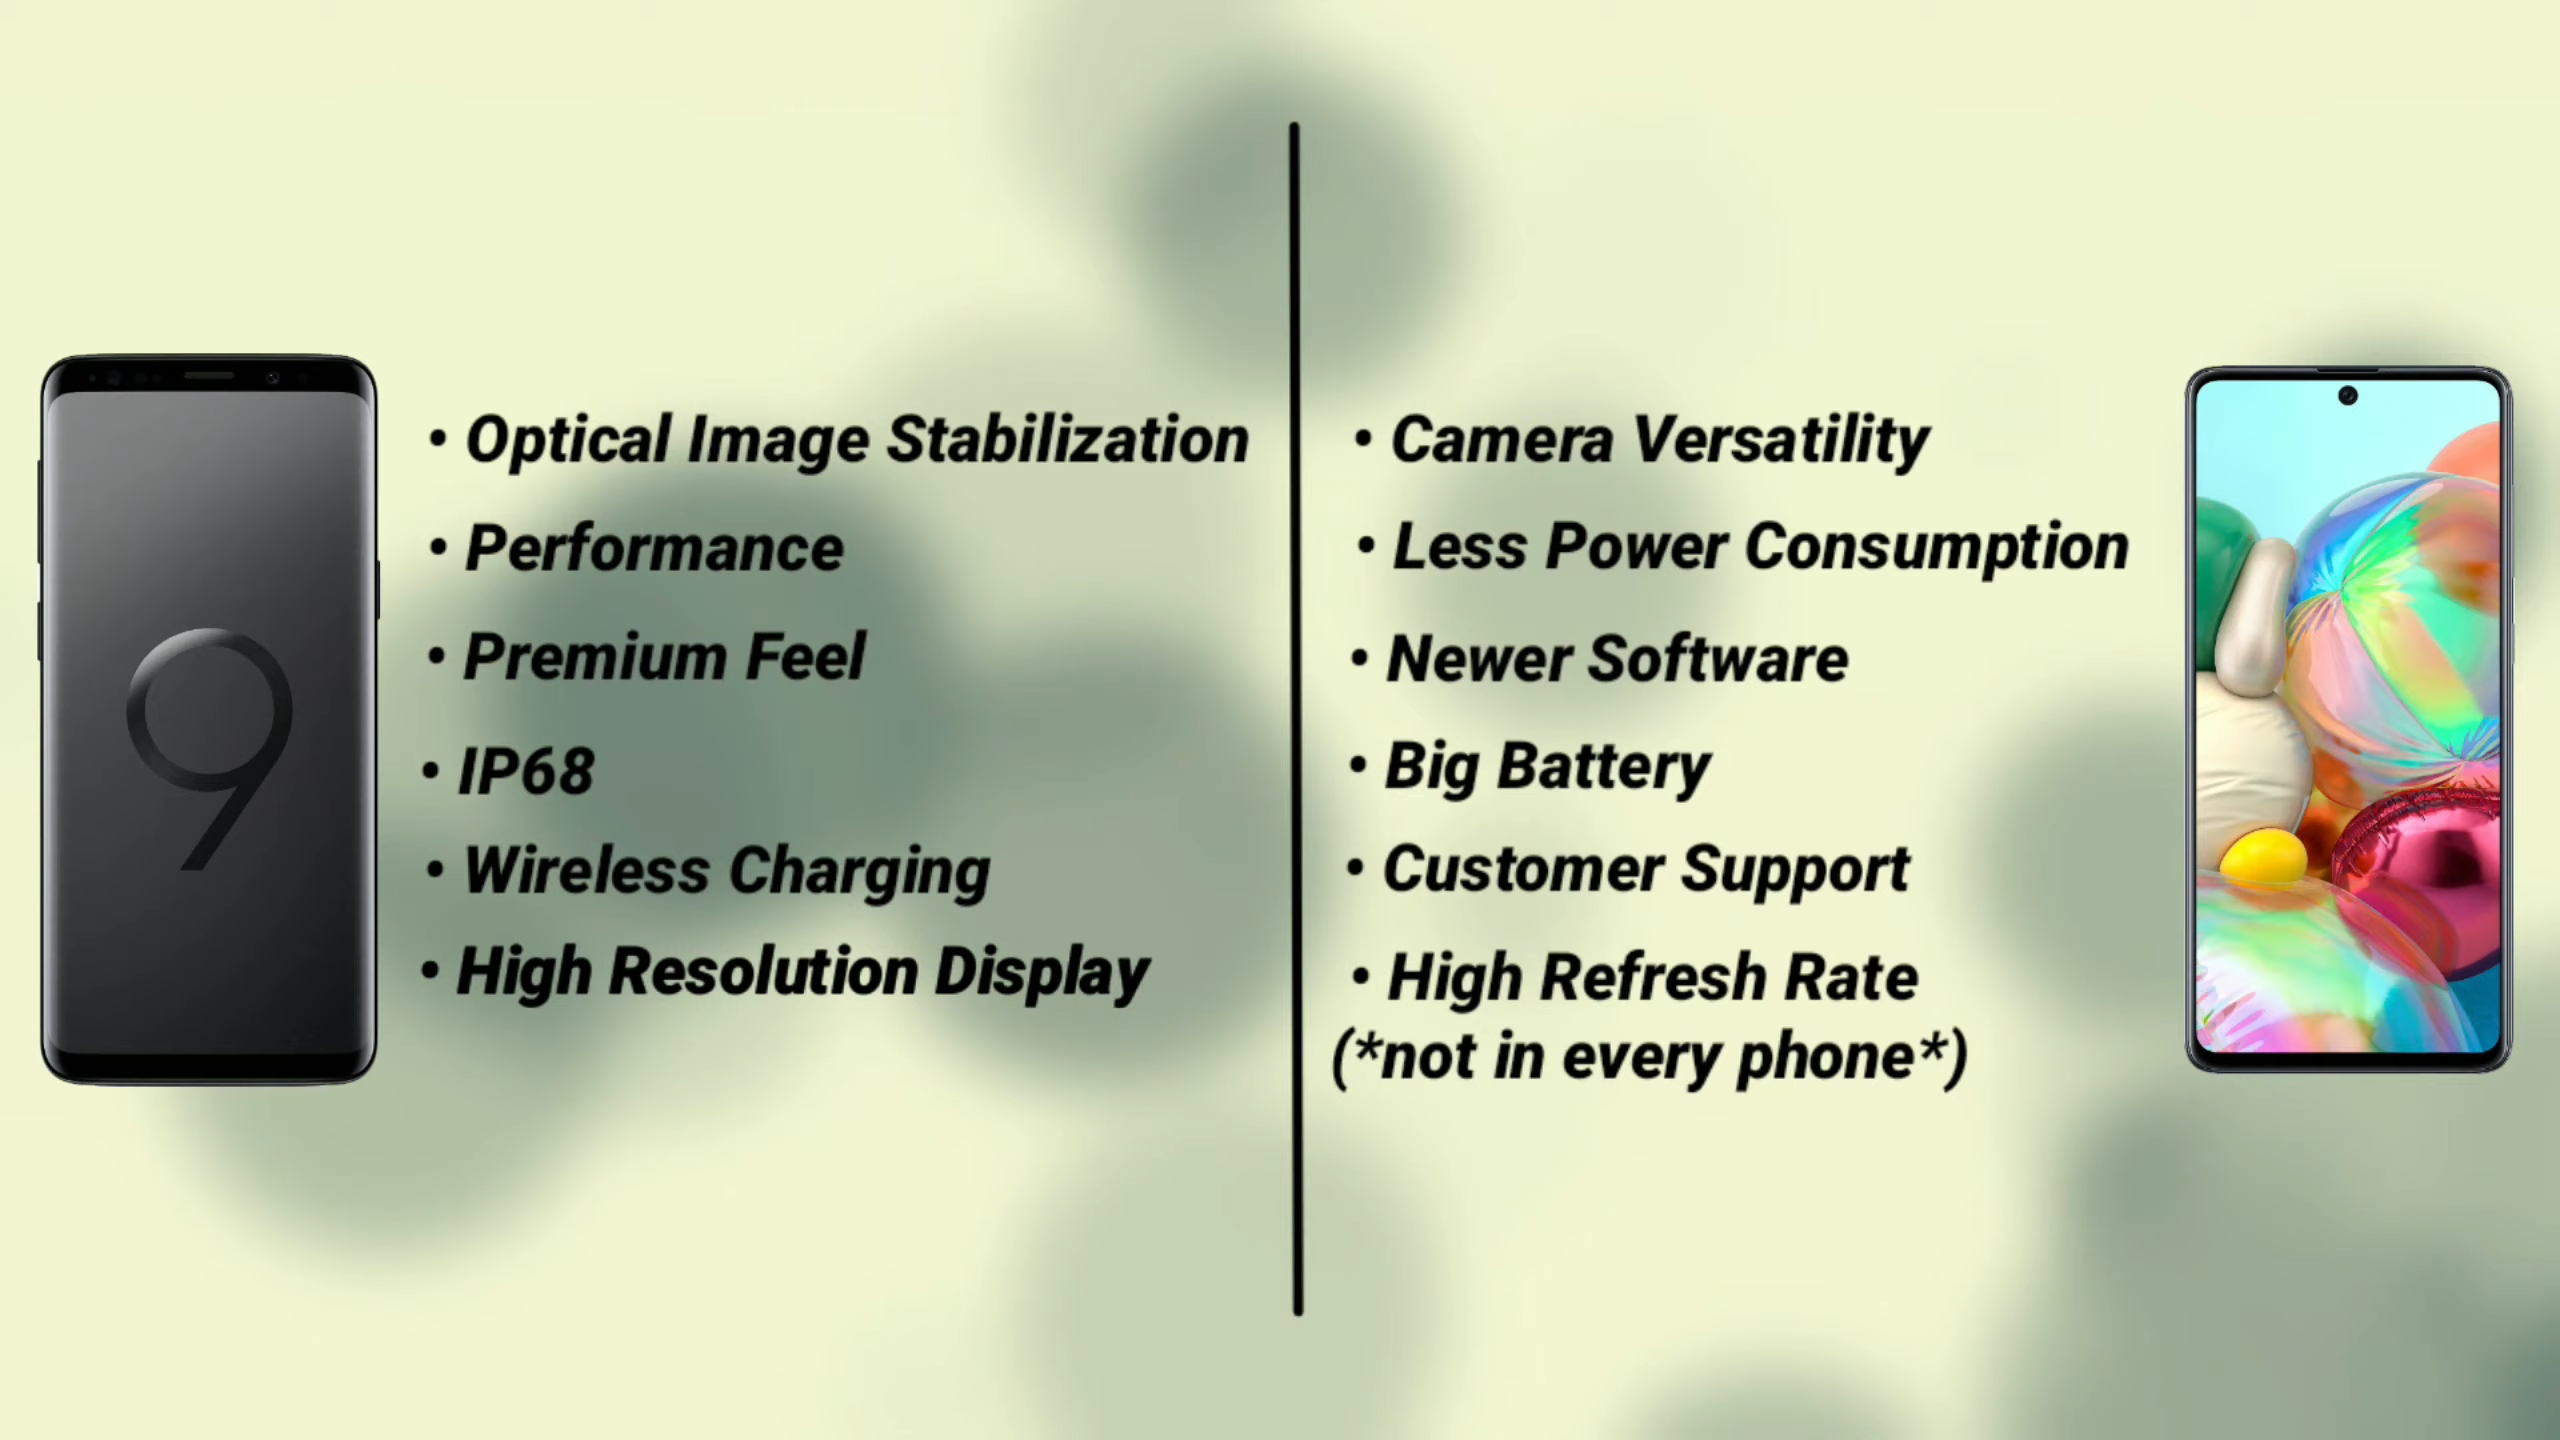 9
• Optical Image Stabilization
• Performance
• Premium Feel
• IP68
• Wireless Charging
• High Resolution Display
• Camera Versatility
• Less Power Consumption
• Newer Software
• Big Battery
• Customer Support
• High Refresh Rate
(*not in every phone*)